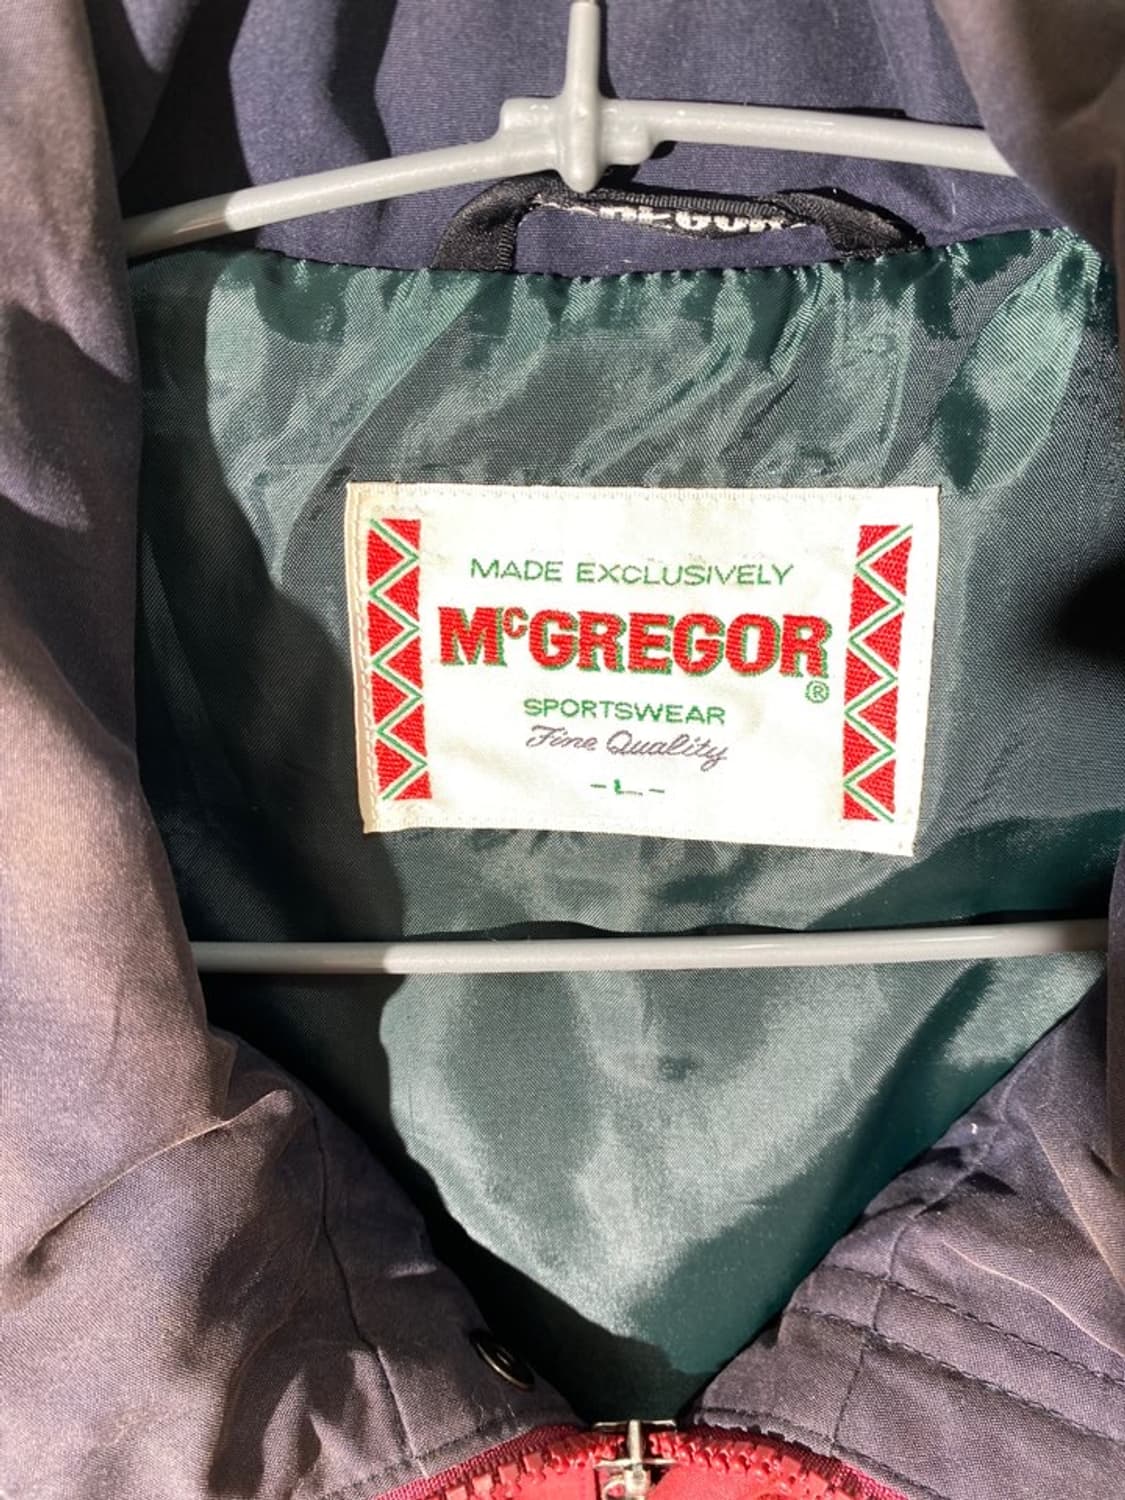 MADE EXCLUSIVELY
McGREGOR
®
SPORTSWEAR
Fine Quality
-L-